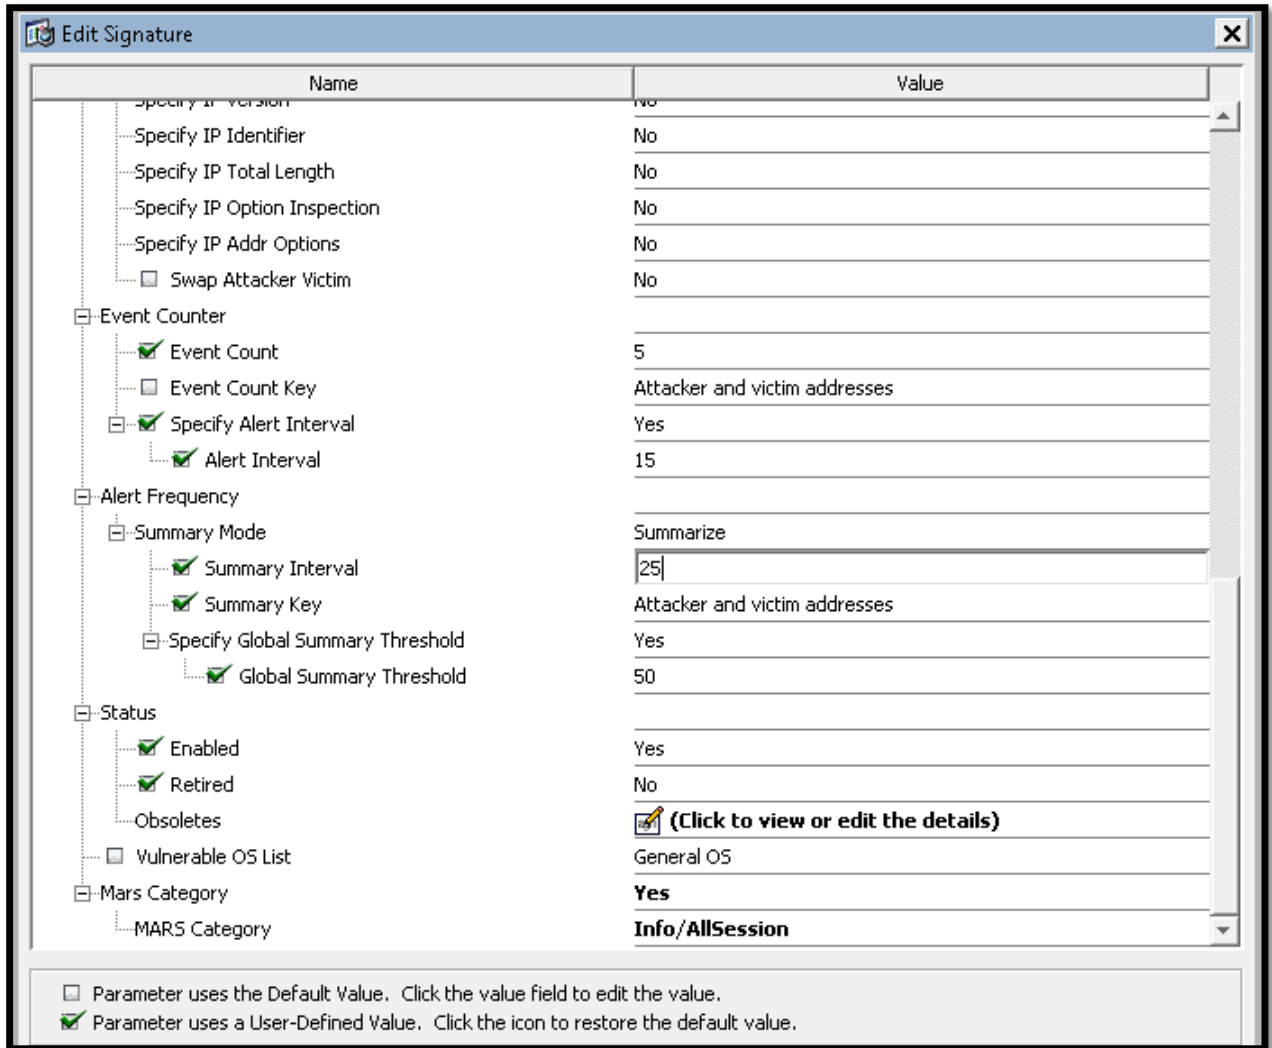 Edit Signature
Name Value
Specify IP Version No
Specify IP Identifier No
Specify IP Total Length No
Specify IP Option Inspection No
Specify IP Addr Options No
Swap Attacker Victim No
Event Counter
Event Count 5
Event Count Key Attacker and victim addresses
Specify Alert Interval Yes
Alert Interval 15
Alert Frequency
Summary Mode Summarize
Summary Interval 25
Summary Key Attacker and victim addresses
Specify Global Summary Threshold Yes
Global Summary Threshold 50
Status
Enabled Yes
Retired No
Obsoletes (Click to view or edit the details)
Vulnerable OS List General OS
Mars Category Yes
MARS Category Info/AllSession
Parameter uses the Default Value. Click the value field to edit the value.
Parameter uses a User-Defined Value. Click the icon to restore the default value.